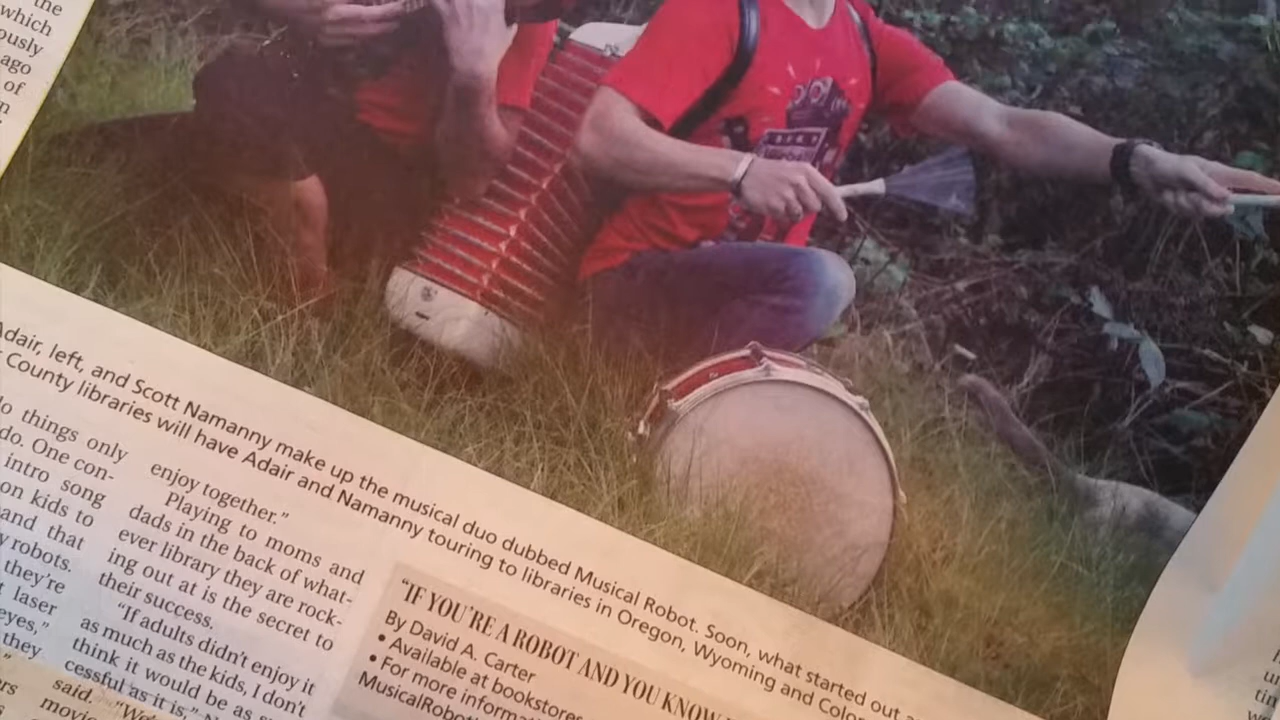 the
which
ously
ago
of
Adair, left, and Scott Namanny make up the musical duo dubbed Musical Robot. Soon, what started out
County libraries will have Adair and Namanny touring to libraries in Oregon, Wyoming and
things only
do. One con-
intro song
on kids to
and that
robots.
they're
laser
eyes,"
they
enjoy together."
Playing to moms and
dads in the back of what-
ever library they are rock-
ing out at is the secret to
their success.
"If adults didn't enjoy it
as much as the kids, I don't
think it would be as suc-
cessful as it is,"
said. "We
movie
"IF YOU'RE A ROBOT AND YOU KNOW
By David A. Carter
• Available at bookstores
• For more informat
MusicalRobot